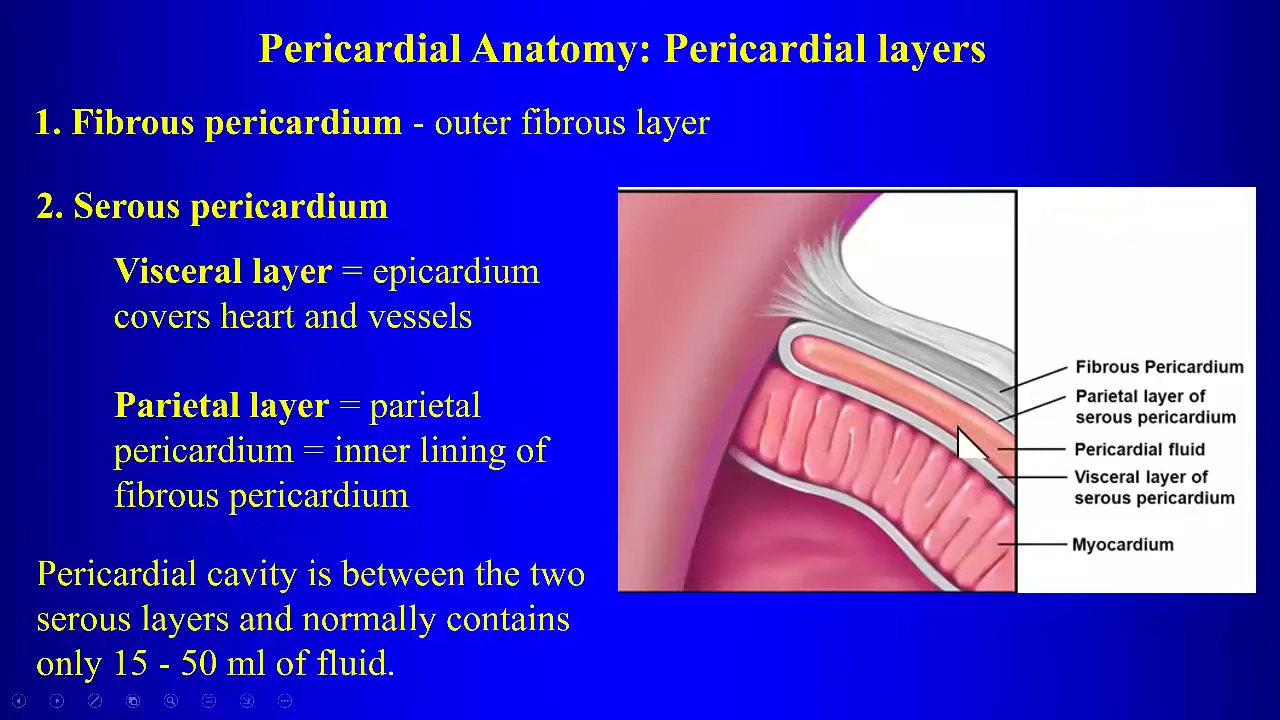 Pericardial Anatomy: Pericardial layers
1. Fibrous pericardium - outer fibrous layer
2. Serous pericardium
Visceral layer = epicardium
covers heart and vessels
Parietal layer = parietal
pericardium = inner lining of
fibrous pericardium
Pericardial cavity is between the two
serous layers and normally contains
only 15 - 50 ml of fluid.
Fibrous Pericardium
Parietal layer of
serous pericardium
Pericardial fluid
Visceral layer of
serous pericardium
Myocardium